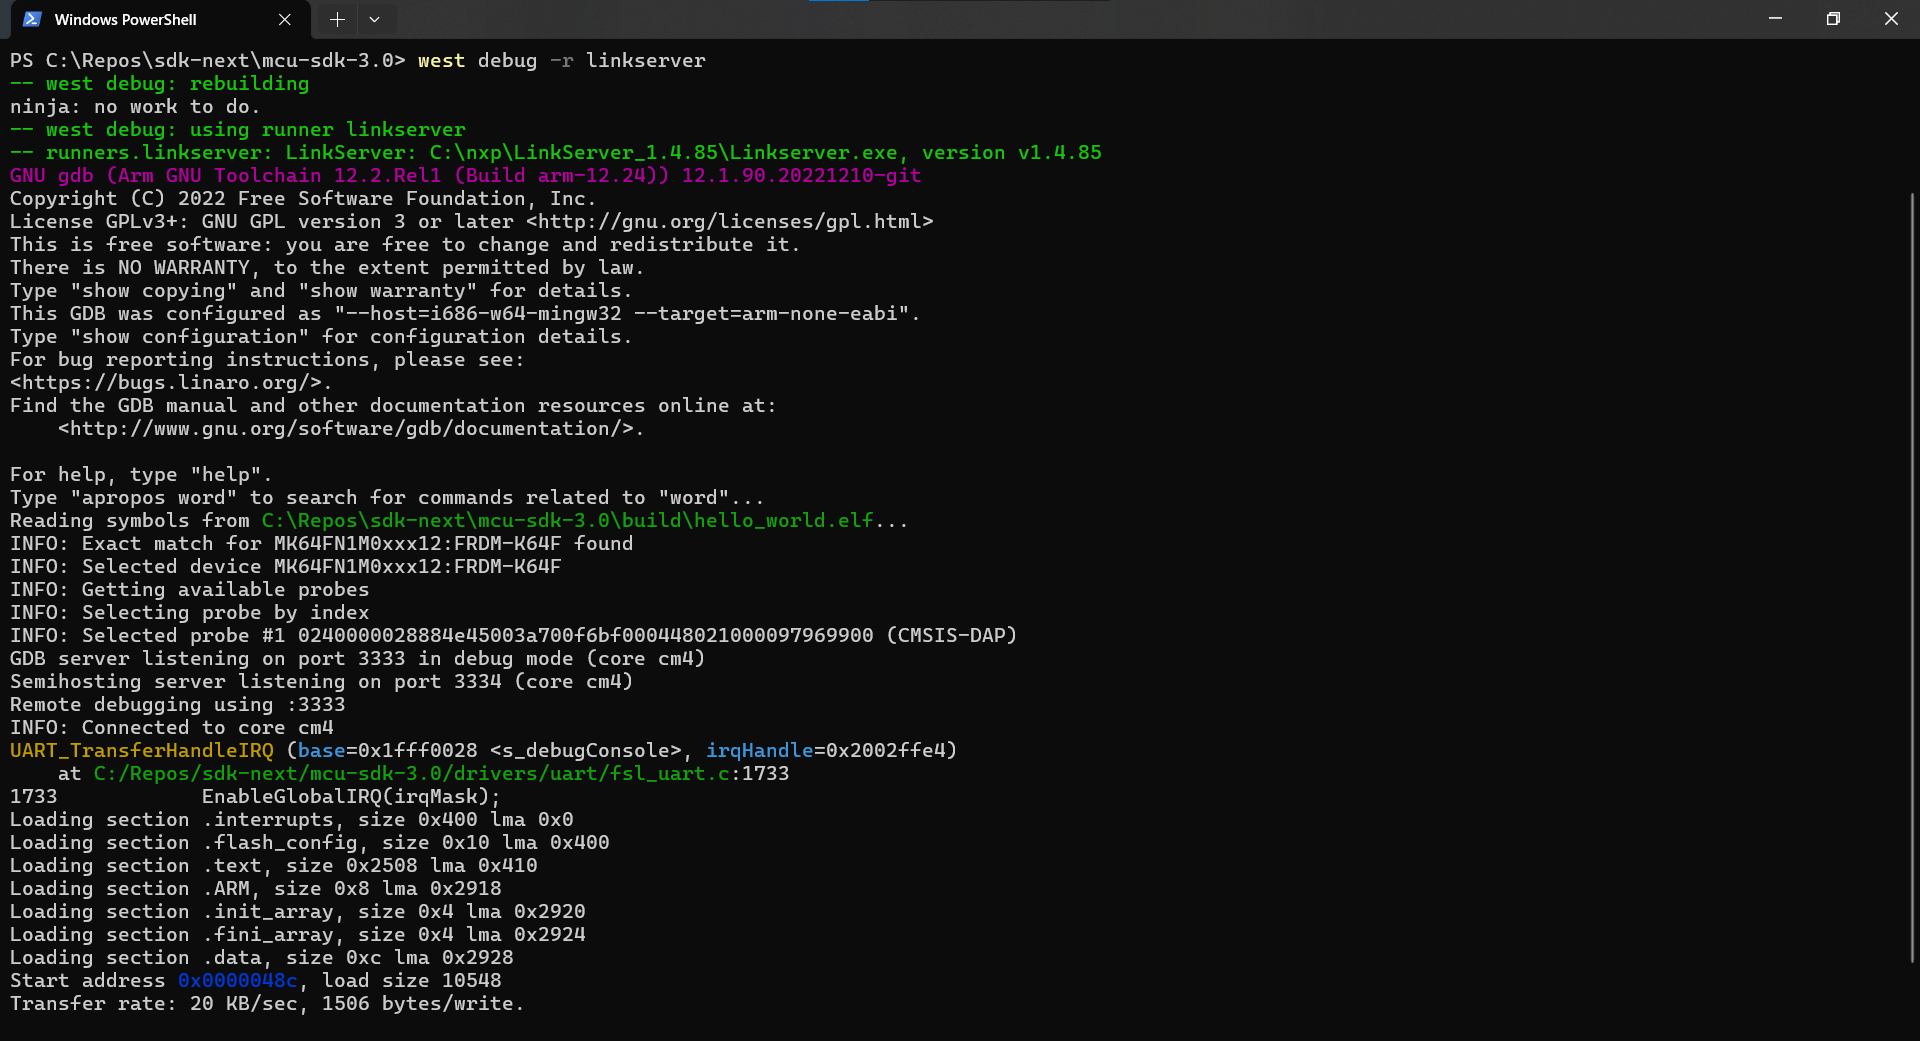 Windows PowerShell
PS C:\Repos\sdk-next\mcu-sdk-3.0> west debug -r linkserver
-- west debug: rebuilding
ninja: no work to do.
-- west debug: using runner linkserver
-- runners.linkserver: LinkServer: C:\nxp\LinkServer_1.4.85\Linkserver.exe, version v1.4.85
GNU gdb (Arm GNU Toolchain 12.2.Rel1 (Build arm-12.24)) 12.1.90.20221210-git
Copyright (C) 2022 Free Software Foundation, Inc.
License GPLv3+: GNU GPL version 3 or later <http://gnu.org/licenses/gpl.html>
This is free software: you are free to change and redistribute it.
There is NO WARRANTY, to the extent permitted by law.
Type "show copying" and "show warranty" for details.
This GDB was configured as "--host=i686-w64-mingw32 --target=arm-none-eabi".
Type "show configuration" for configuration details.
For bug reporting instructions, please see:
<https://bugs.linaro.org/>.
Find the GDB manual and other documentation resources online at:
    <http://www.gnu.org/software/gdb/documentation/>.
For help, type "help".
Type "apropos word" to search for commands related to "word"...
Reading symbols from C:\Repos\sdk-next\mcu-sdk-3.0\build\hello_world.elf...
INFO: Exact match for MK64FN1M0xxx12:FRDM-K64F found
INFO: Selected device MK64FN1M0xxx12:FRDM-K64F
INFO: Getting available probes
INFO: Selecting probe by index
INFO: Selected probe #1 0240000028884e45003a700f6bf000448021000097969900 (CMSIS-DAP)
GDB server listening on port 3333 in debug mode (core cm4)
Semihosting server listening on port 3334 (core cm4)
Remote debugging using :3333
INFO: Connected to core cm4
UART_TransferHandleIRQ (base=0x1fff0028 <s_debugConsole>, irqHandle=0x2002ffe4)
    at C:/Repos/sdk-next/mcu-sdk-3.0/drivers/uart/fsl_uart.c:1733
1733            EnableGlobalIRQ(irqMask);
Loading section .interrupts, size 0x400 lma 0x0
Loading section .flash_config, size 0x10 lma 0x400
Loading section .text, size 0x2508 lma 0x410
Loading section .ARM, size 0x8 lma 0x2918
Loading section .init_array, size 0x4 lma 0x2920
Loading section .fini_array, size 0x4 lma 0x2924
Loading section .data, size 0xc lma 0x2928
Start address 0x0000048c, load size 10548
Transfer rate: 20 KB/sec, 1506 bytes/write.